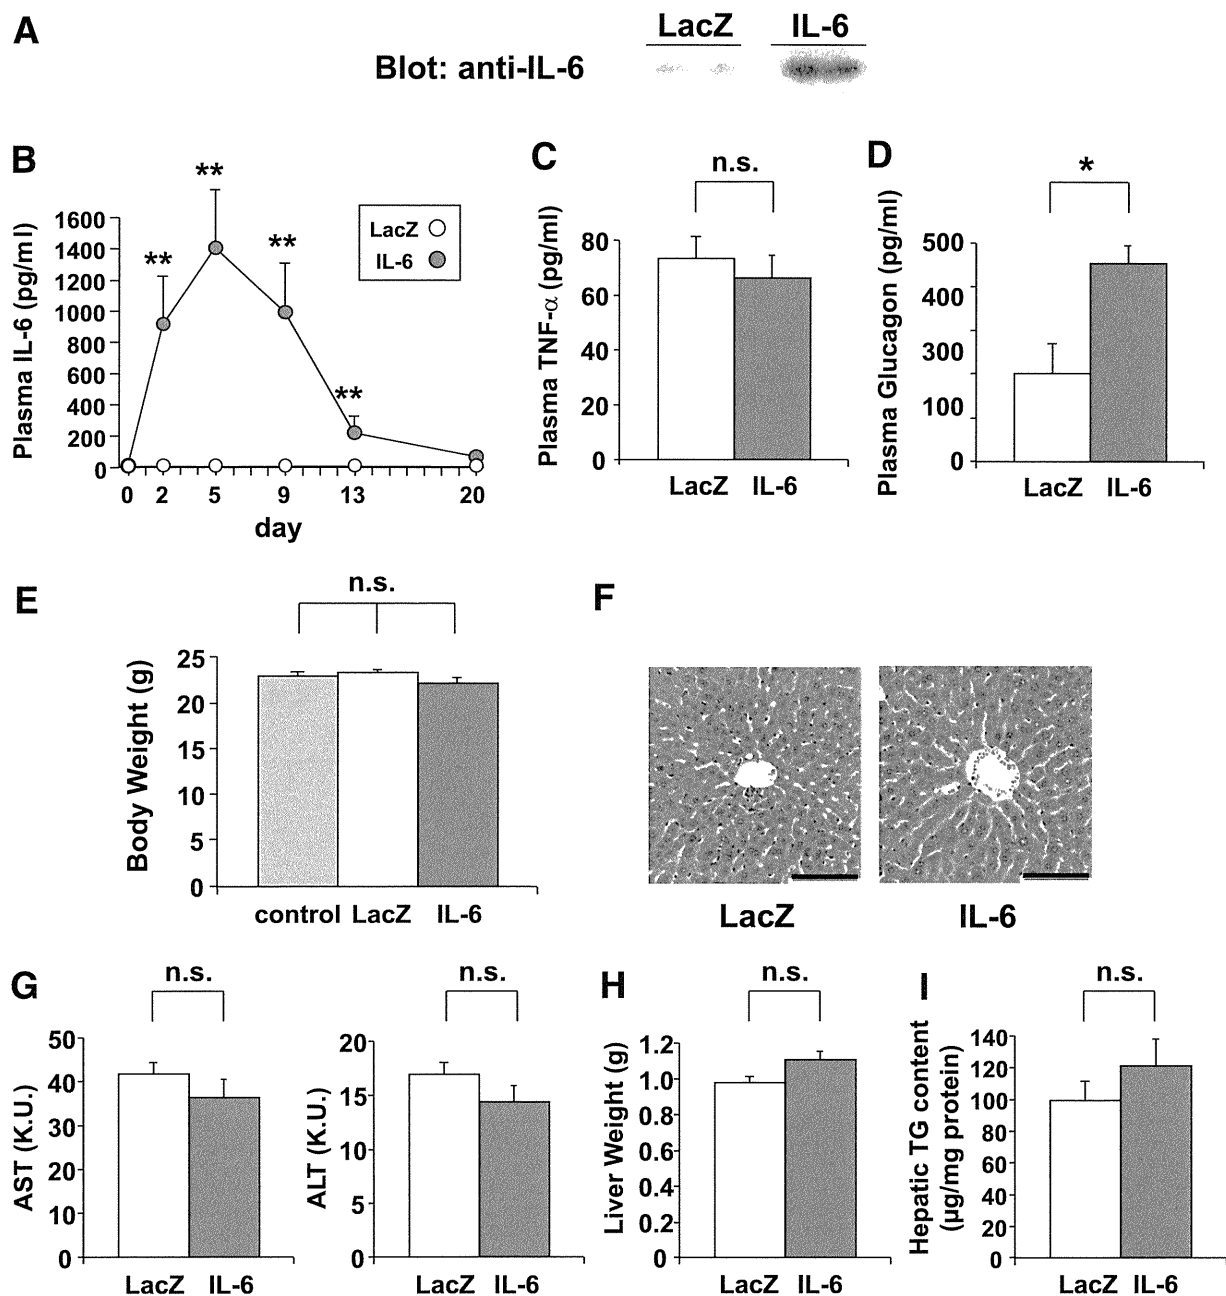 A
LacZ IL-6
Blot: anti-IL-6
B
Plasma IL-6 (pg/ml)
1600
1400
1200
1000
800
600
400
200
0
** ** ** **
LacZ
IL-6
0 2 5 9 13 20
day
C
n.s.
Plasma TNF-α (pg/ml)
80
60
40
20
0
LacZ IL-6
D
*
Plasma Glucagon (pg/ml)
500
400
300
100
0
LacZ IL-6
E
n.s.
Body Weight (g)
25
20
15
10
5
0
control LacZ IL-6
F
LacZ IL-6
G
n.s.
AST (K.U.)
50
40
30
20
10
0
LacZ IL-6
n.s.
ALT (K.U.)
20
15
10
5
0
LacZ IL-6
H
n.s.
Liver Weight (g)
1.2
1.0
0.8
0.6
0.4
0.2
0
LacZ IL-6
I
n.s.
Hepatic TG content
(µg/mg protein)
140
120
100
80
60
40
20
0
LacZ IL-6